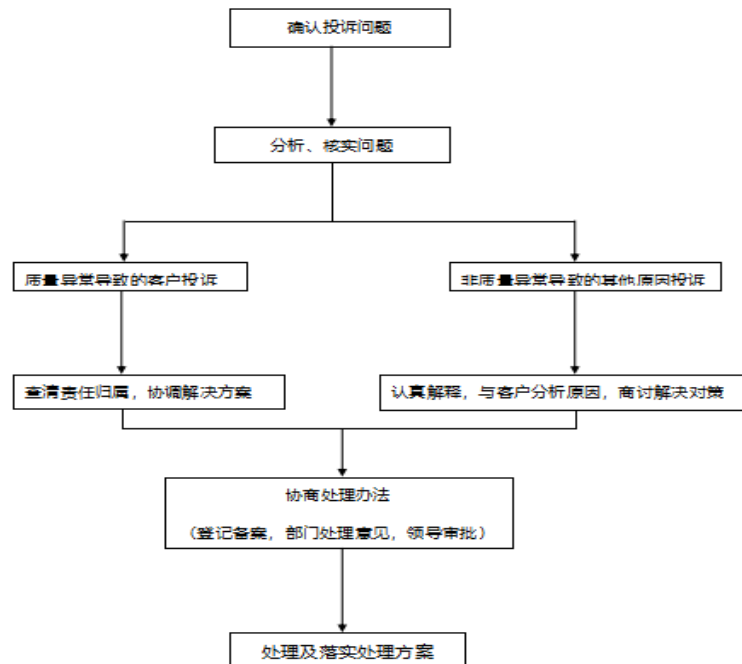 确认投诉问题
分析、核实问题
质量异常导致的客户投诉
非质量异常导致的其他原因投诉
查清责任归属，协调解决方案
认真解释，与客户分析原因，商讨解决对策
协商处理办法
（登记备案，部门处理意见，领导审批）
处理及落实处理方案